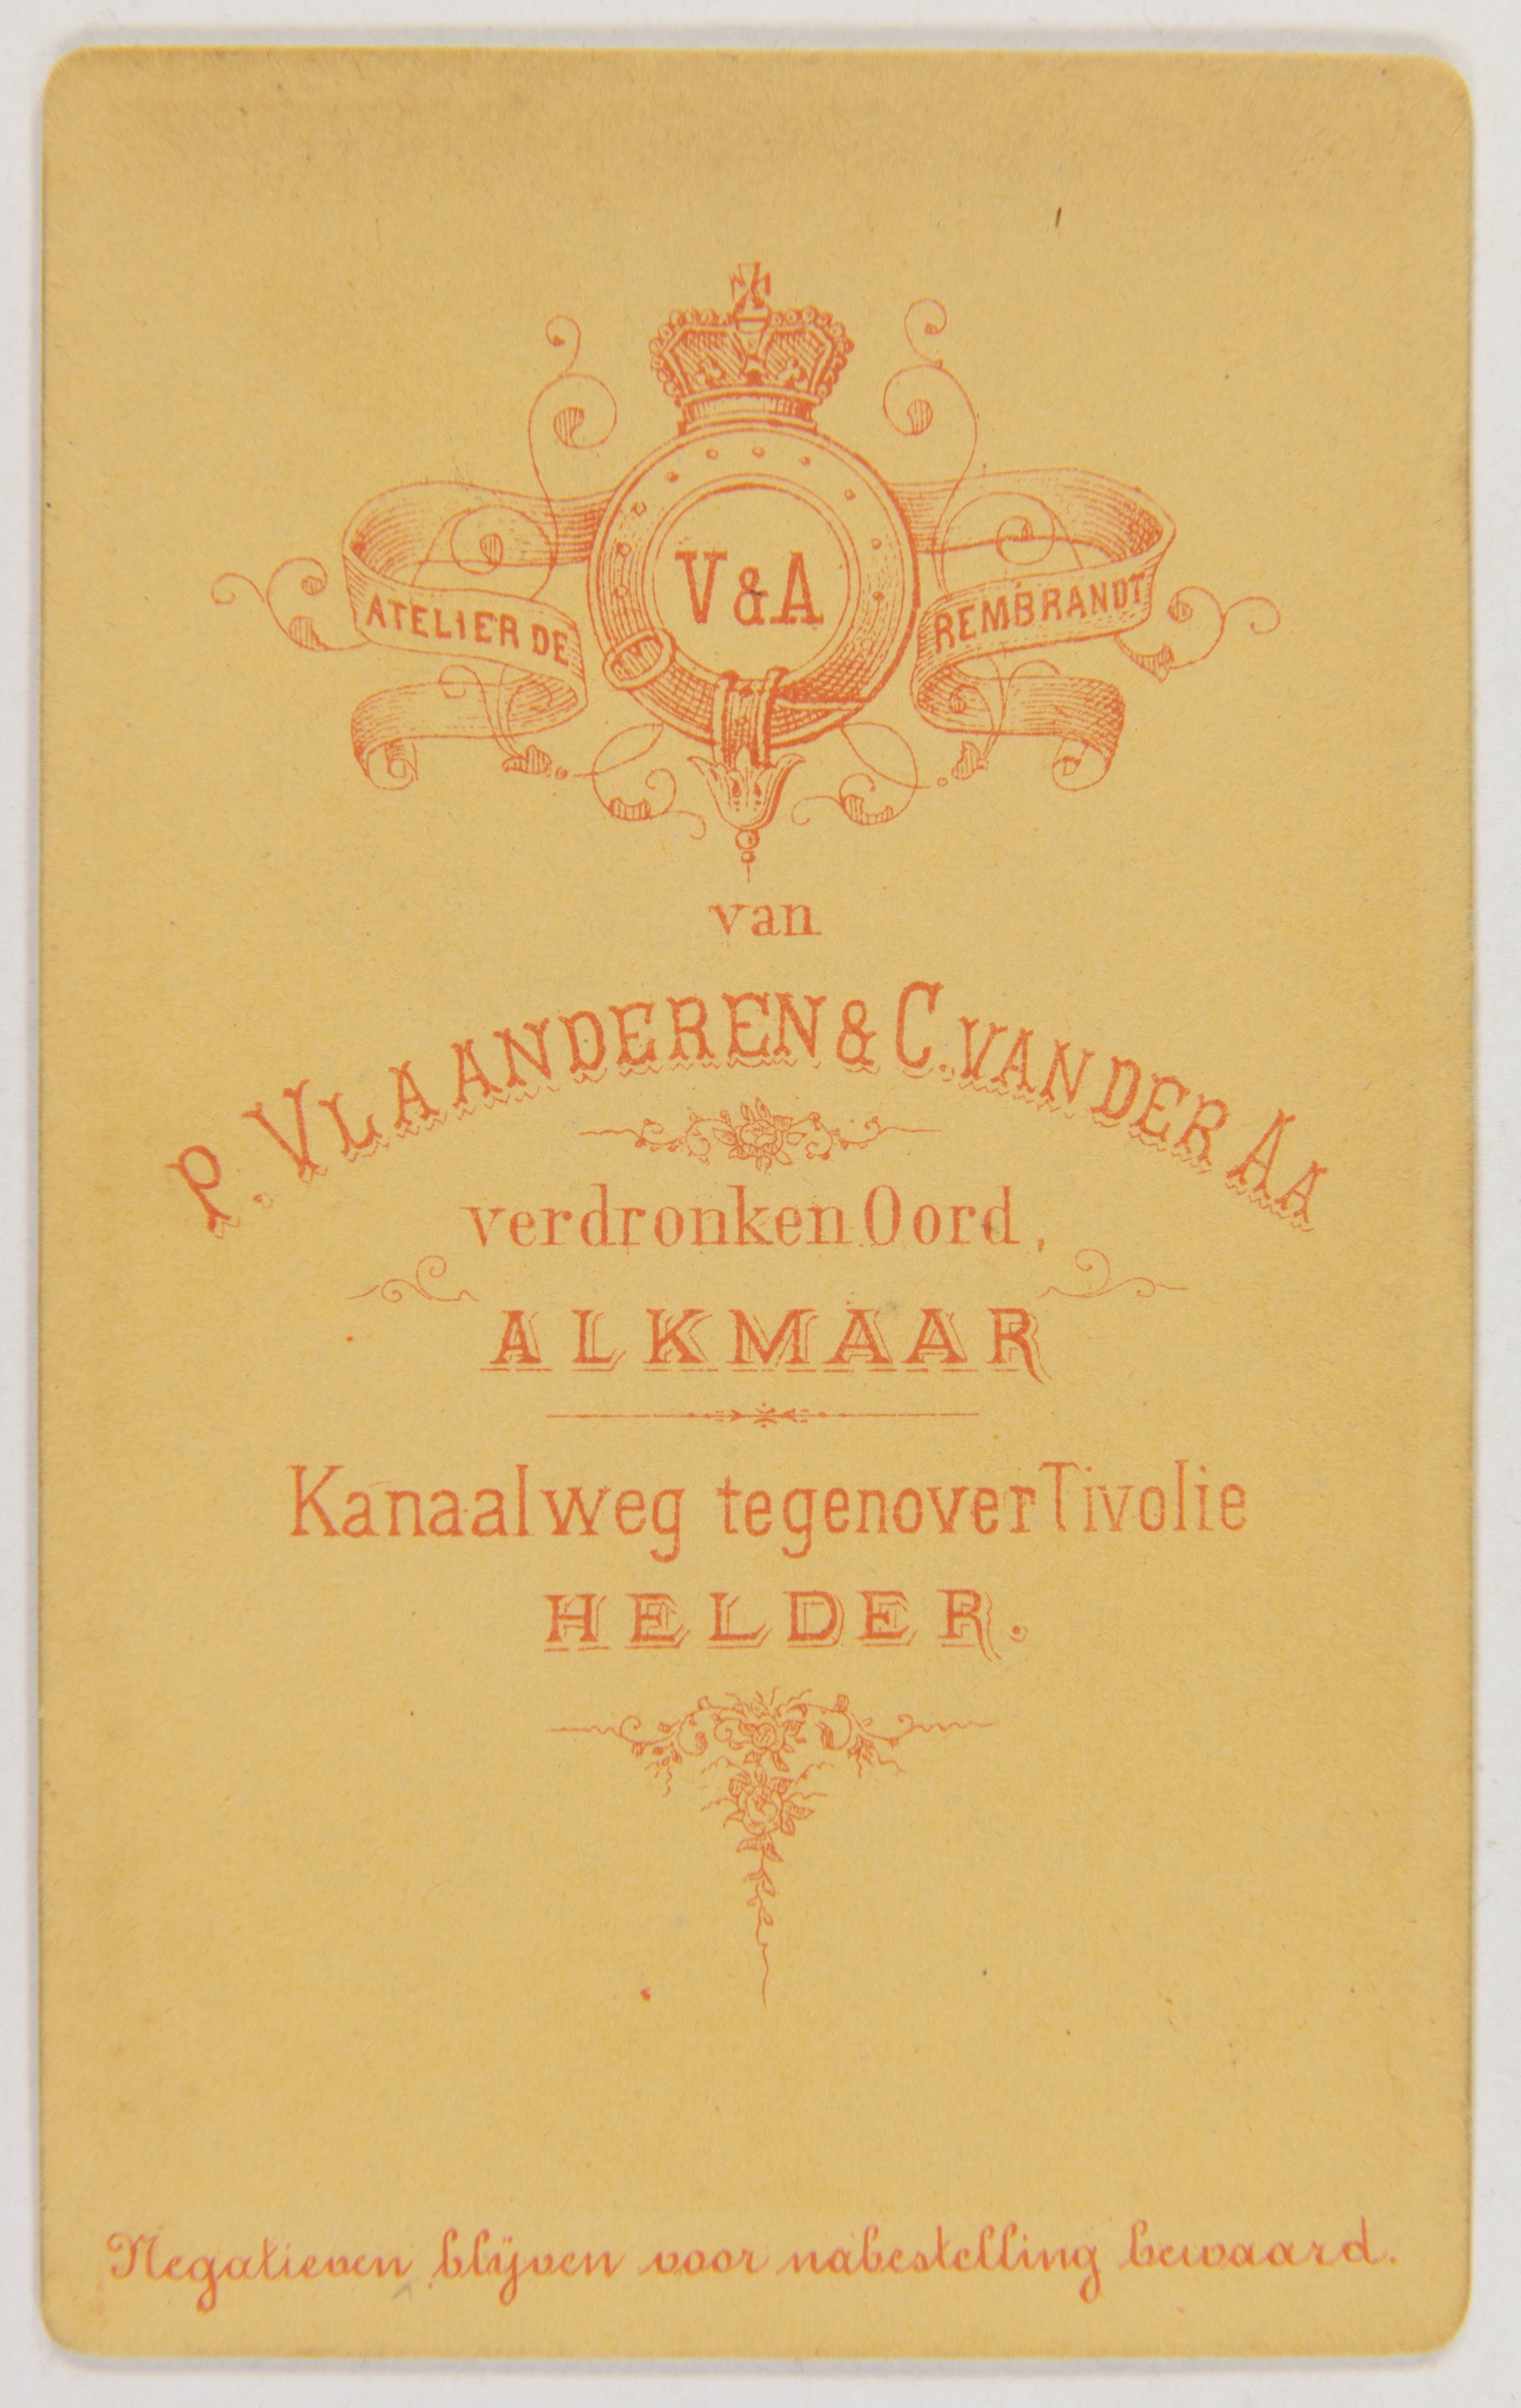 V & A
ATELIER DE REMBRANDT
van
P. VLAANDEREN & C. VAN DER AA
verdronken Oord,
ALKMAAR
Kanaalweg tegenover Tivolie
HELDER.
Negatieven blijven voor nabestelling bewaard.